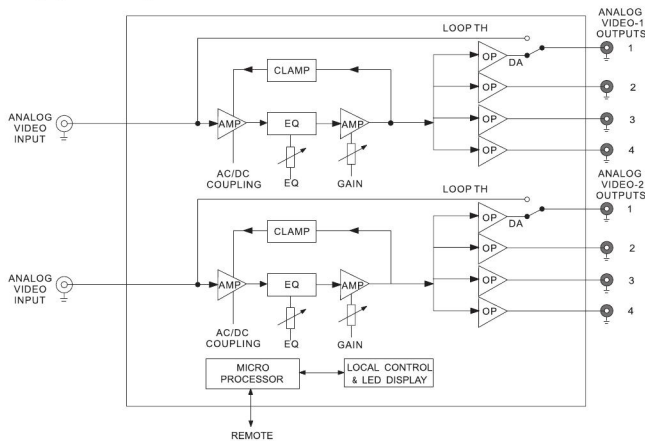 ANALOG
VIDEO-1
OUTPUTS
LOOP TH
1
CLAMP
OP
DA
OP
2
ANALOG
VIDEO
INPUT
AMP
EQ
AMP
OP
3
OP
4
AC/DC
COUPLING
EQ
GAIN
ANALOG
VIDEO-2
OUTPUTS
LOOP TH
1
CLAMP
OP
DA
OP
2
ANALOG
VIDEO
INPUT
AMP
EQ
AMP
OP
3
OP
4
AC/DC
COUPLING
EQ
GAIN
MICRO
PROCESSOR
LOCAL CONTROL
& LED DISPLAY
REMOTE